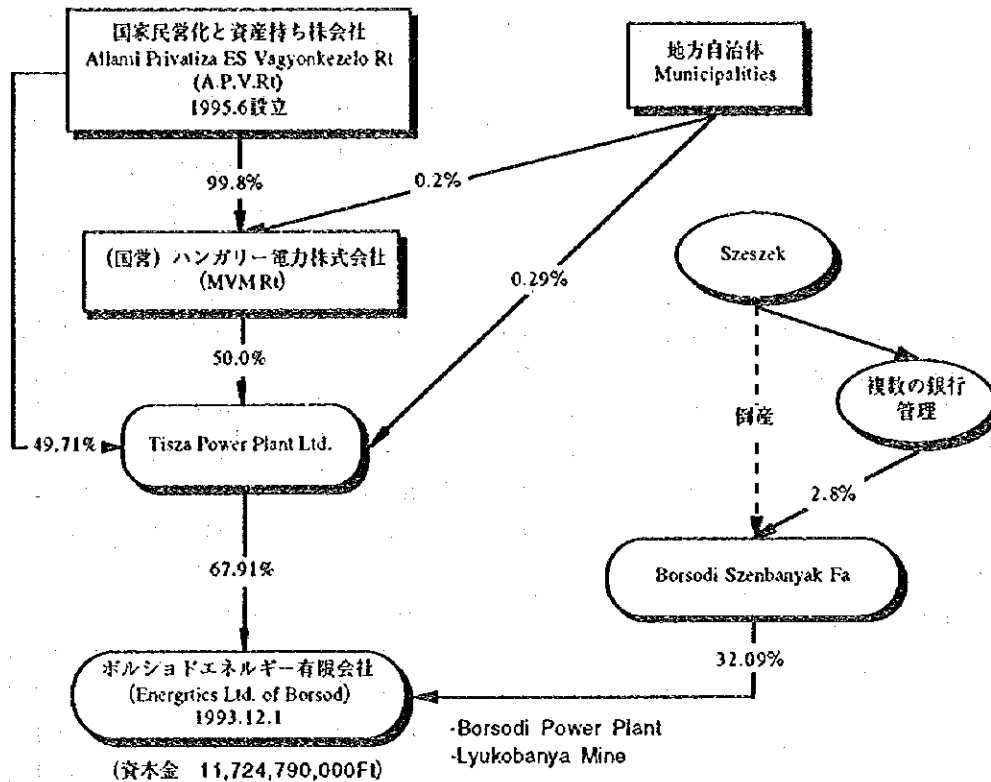 国家民営化と資産持ち株会社
Allami Privatiza ES Vagyonkezelo Rt
(A.P.V.Rt)
1995.6設立
地方自治体
Municipalities
99.8%
0.2%
(国営) ハンガリー電力株式会社
(MVM Rt)
Szeszek
0.29%
50.0%
複数の銀行
管理
倒産
49.71%
Tisza Power Plant Ltd.
2.8%
67.91%
Borsodi Szenbanyak Fa
32.09%
ボルショドエネルギー有限会社
(Energrtics Ltd. of Borsod)
1993.12.1
-Borsodi Power Plant
-Lyukobanya Mine
(資本金 11,724,790,000Ft)